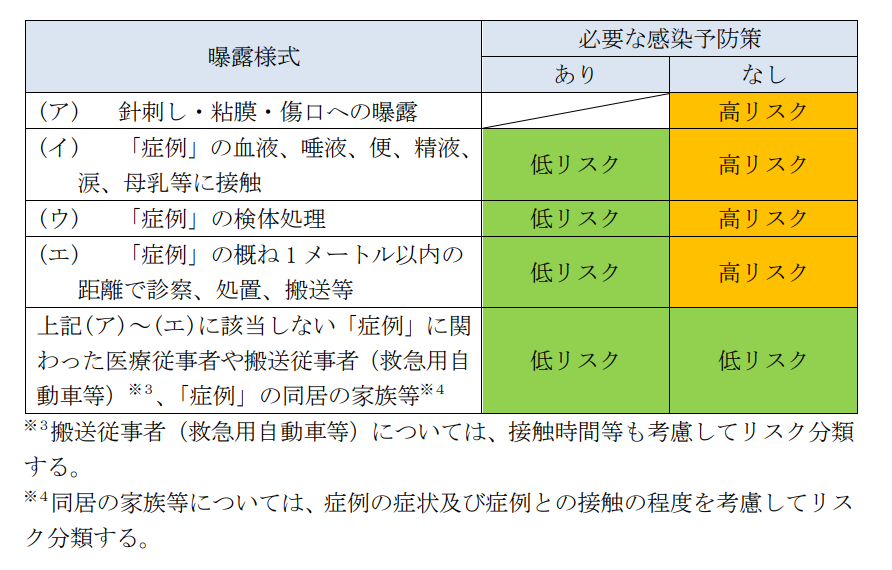 曝露様式
必要な感染予防策
あり
なし
(ア) 針刺し・粘膜・傷口への曝露
高リスク
(イ) 「症例」の血液、唾液、便、精液、
涙、母乳等に接触
低リスク
高リスク
(ウ) 「症例」の検体処理
低リスク
高リスク
(エ) 「症例」の概ね1メートル以内の
距離で診察、処置、搬送等
低リスク
高リスク
上記(ア)～(エ)に該当しない「症例」に関
わった医療従事者や搬送従事者（救急用自
動車等）※3、「症例」の同居の家族等※4
低リスク
低リスク
※3搬送従事者（救急用自動車等）については、接触時間等も考慮してリスク分類
する。
※4同居の家族等については、症例の症状及び症例との接触の程度を考慮してリス
ク分類する。